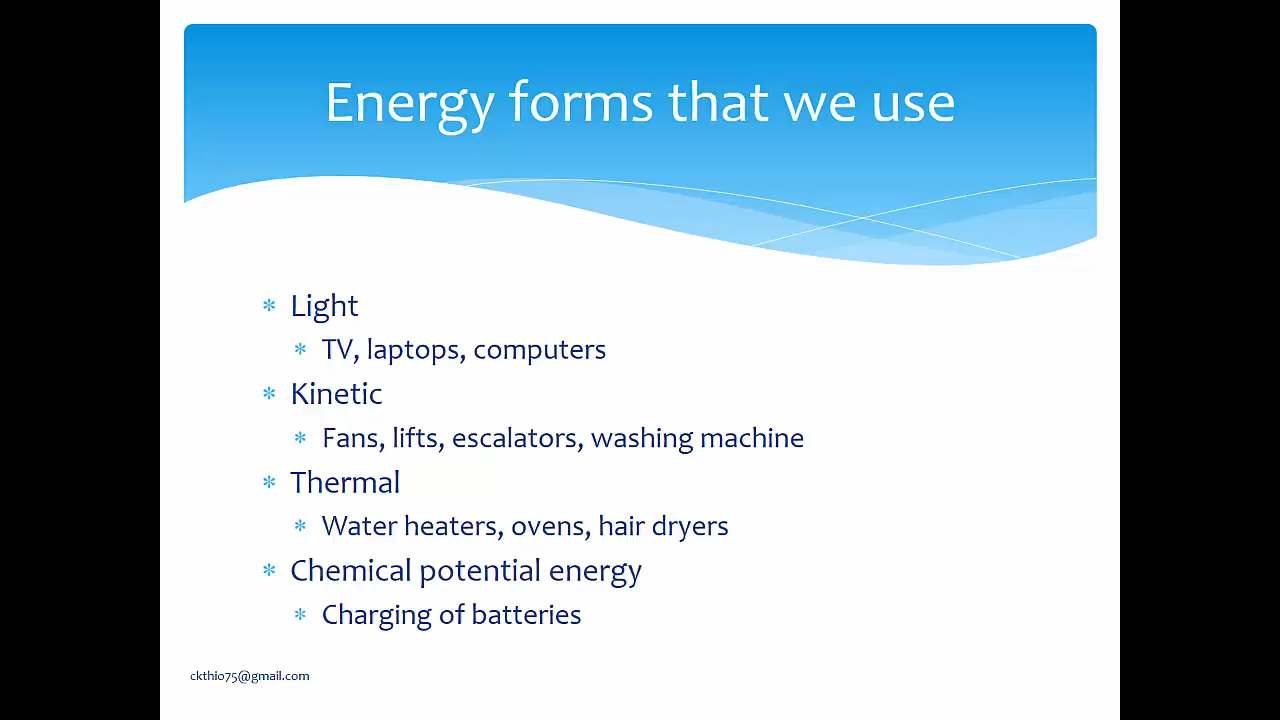 Energy forms that we use
* Light
* TV, laptops, computers
* Kinetic
* Fans, lifts, escalators, washing machine
* Thermal
* Water heaters, ovens, hair dryers
* Chemical potential energy
* Charging of batteries
ckthio75@gmail.com